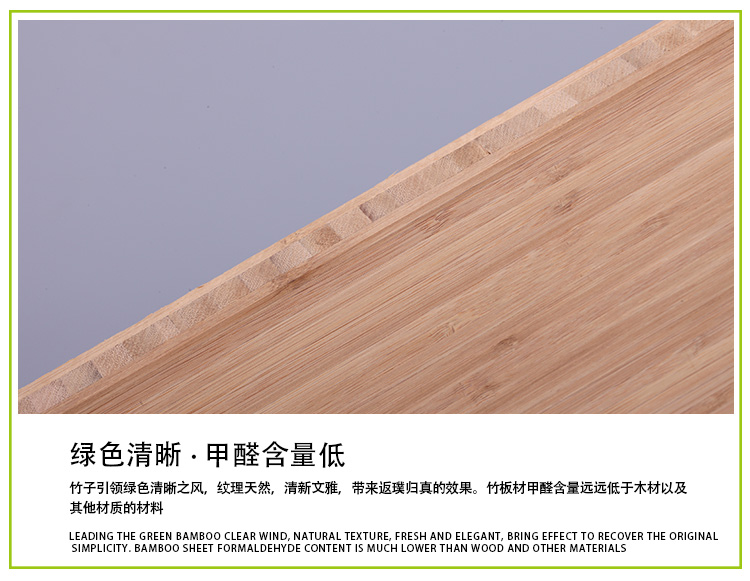 绿色清晰·甲醛含量低
竹子引领绿色清晰之风，纹理天然，清新文雅，带来返璞归真的效果。竹板材甲醛含量远远低于木材以及
其他材质的材料
LEADING THE GREEN BAMBOO CLEAR WIND, NATURAL TEXTURE, FRESH AND ELEGANT, BRING EFFECT TO RECOVER THE ORIGINAL
SIMPLICITY. BAMBOO SHEET FORMALDEHYDE CONTENT IS MUCH LOWER THAN WOOD AND OTHER MATERIALS